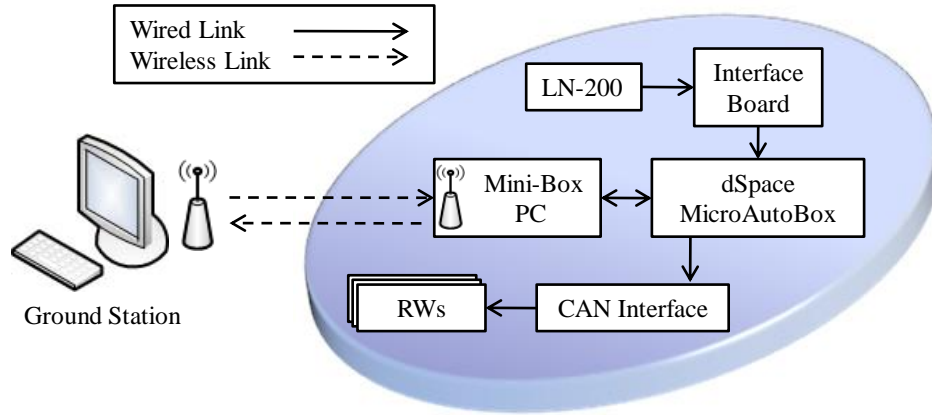 Wired Link
Wireless Link
LN-200
Interface
Board
Mini-Box
PC
dSpace
MicroAutoBox
Ground Station
RWs
CAN Interface